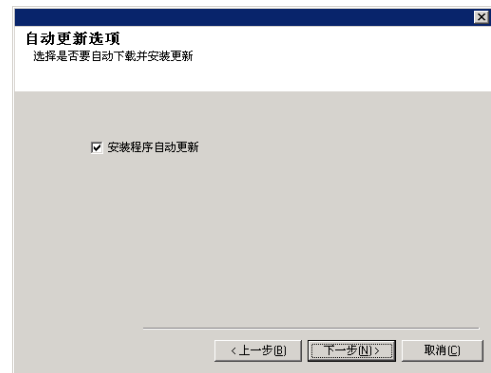 自动更新选项
选择是否要自动下载并安装更新
安装程序自动更新
<上一步(B)
下一步(N)>
取消(C)